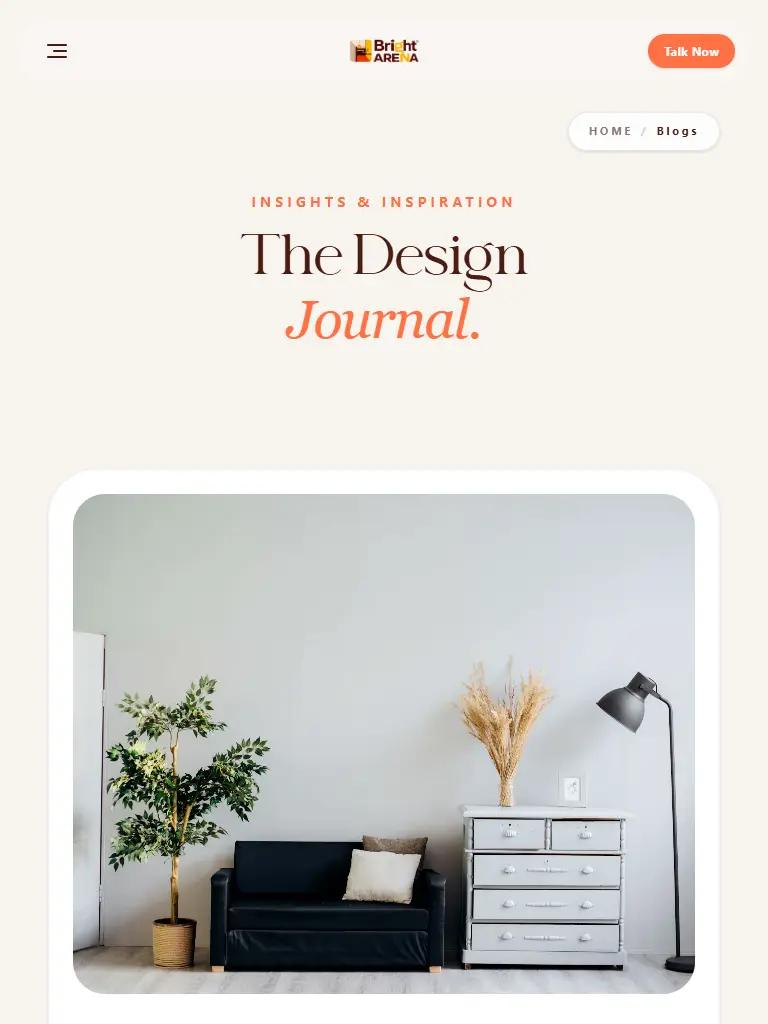 Bright
ARENA
Talk Now
HOME / Blogs
INSIGHTS & INSPIRATION
The Design
Journal.